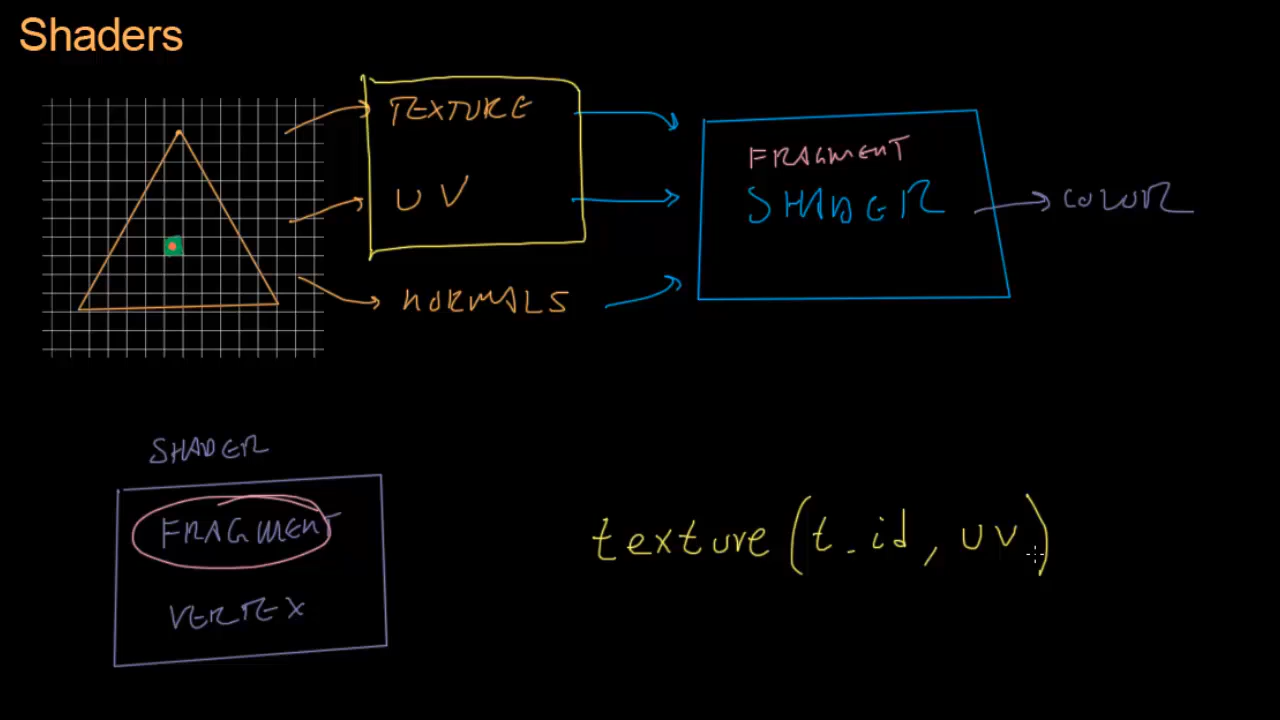 Shaders
TEXTURE
UV
NORMALS
FRAGMENT
SHADER
COLOR
SHADER
FRAGMENT
VERTEX
texture (t_id, uv)